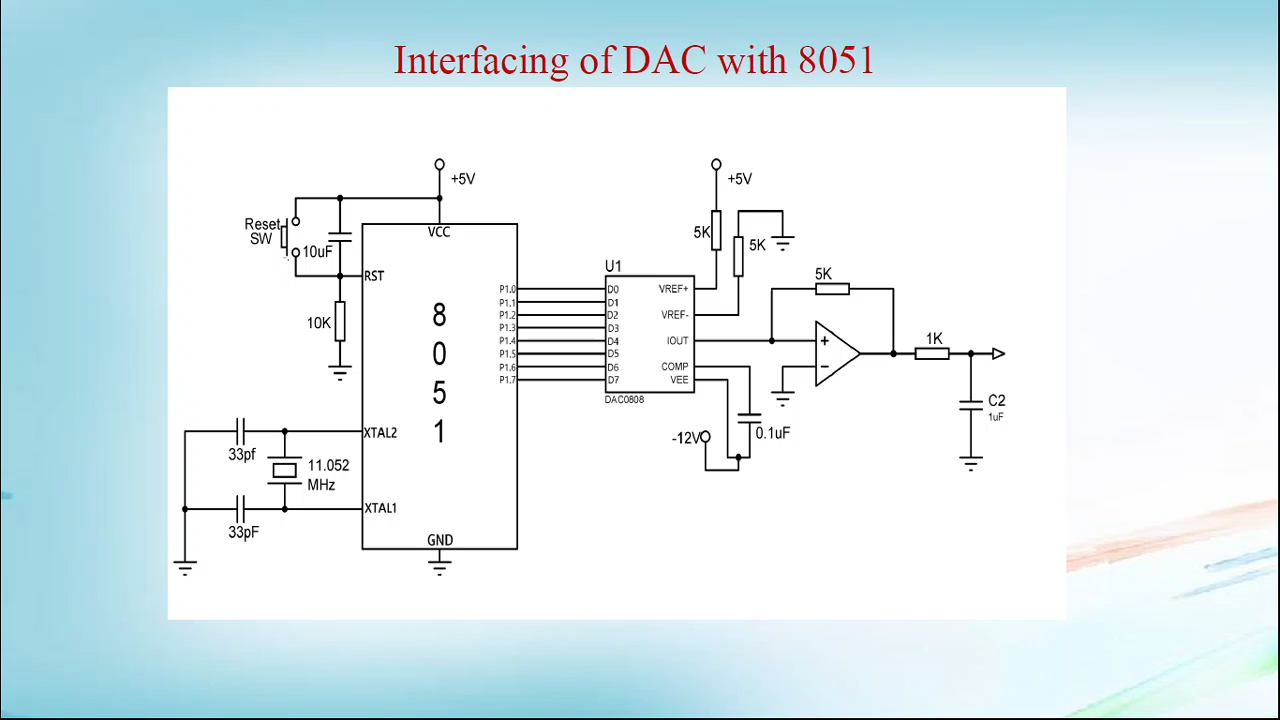 Interfacing of DAC with 8051
+5V
+5V
Reset
SW
10uF
VCC
RST
10K
8
0
5
1
P1.0
P1.1
P1.2
P1.3
P1.4
P1.5
P1.6
P1.7
XTAL2
33pf
11.052
MHz
33pF
XTAL1
GND
U1
D0
D1
D2
D3
D4
D5
D6
D7
DAC0808
VREF+
VREF-
IOUT
COMP
VEE
5K
5K
5K
+
-
1K
C2
1uF
-12V
0.1uF